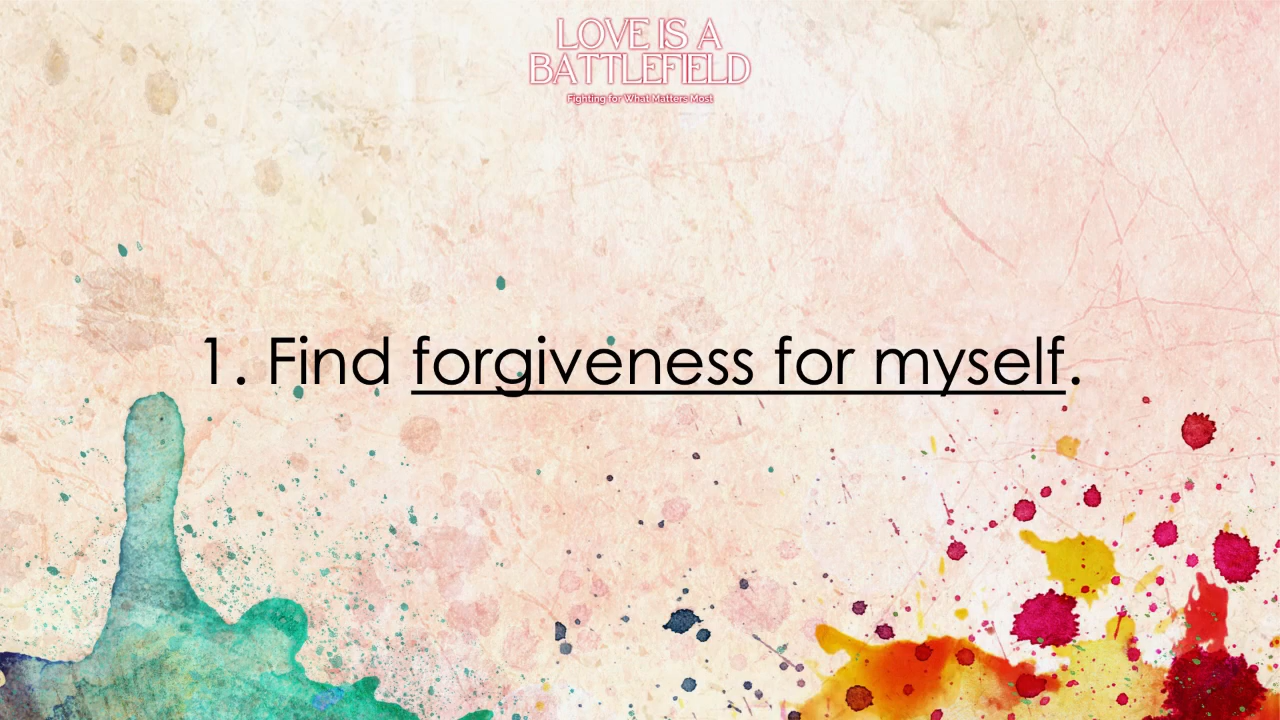 LOVE IS A
BATTLEFIELD
Fighting for What Matters Most
1. Find forgiveness for myself.